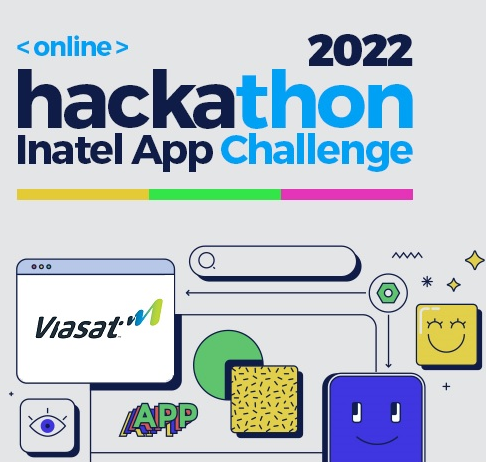 <online>
2022
hackathon
Inatel App Challenge
Viasat
APP